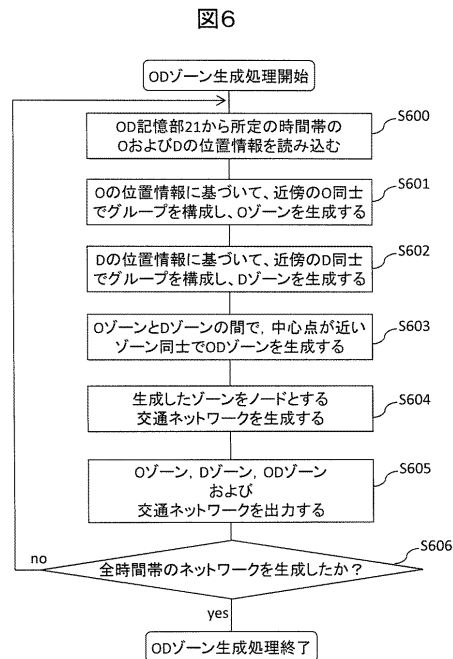 図6
ODゾーン生成処理開始
OD記憶部21から所定の時間帯の
OおよびDの位置情報を読み込む
S600
Oの位置情報に基づいて、近傍のO同士
でグループを構成し、Oゾーンを生成する
S601
Dの位置情報に基づいて、近傍のD同士
でグループを構成し、Dゾーンを生成する
S602
OゾーンとDゾーンの間で，中心点が近い
ゾーン同士でODゾーンを生成する
S603
生成したゾーンをノードとする
交通ネットワークを生成する
S604
Oゾーン，Dゾーン，ODゾーン
および
交通ネットワークを出力する
S605
全時間帯のネットワークを生成したか？
S606
no
yes
ODゾーン生成処理終了